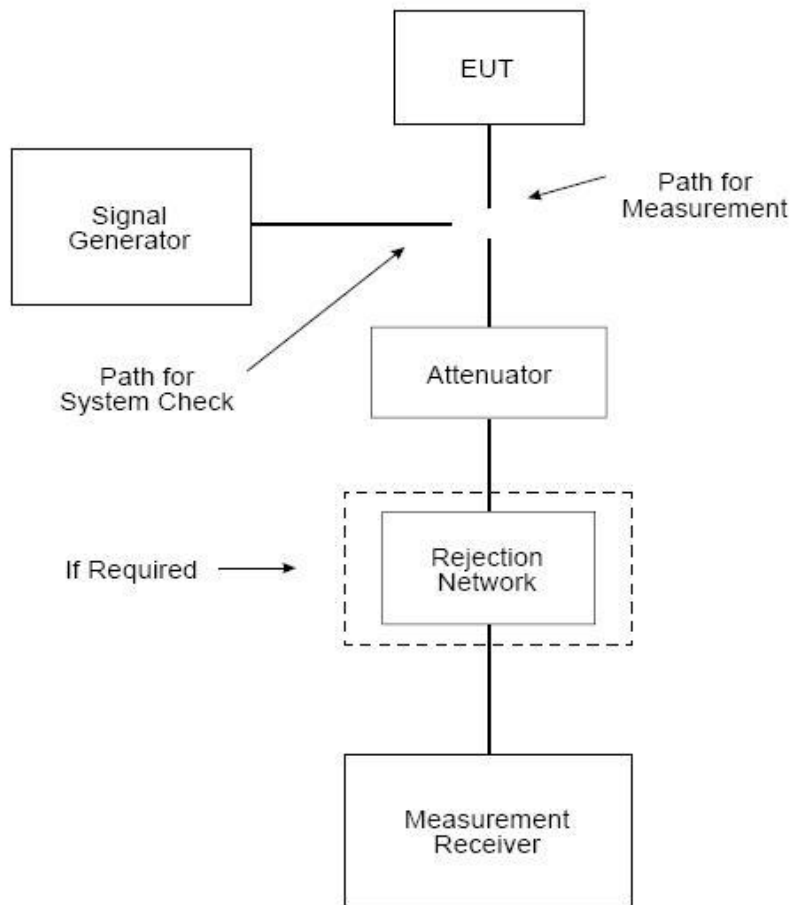 EUT
Path for
Measurement
Signal
Generator
Path for
System Check
Attenuator
If Required
Rejection
Network
Measurement
Receiver